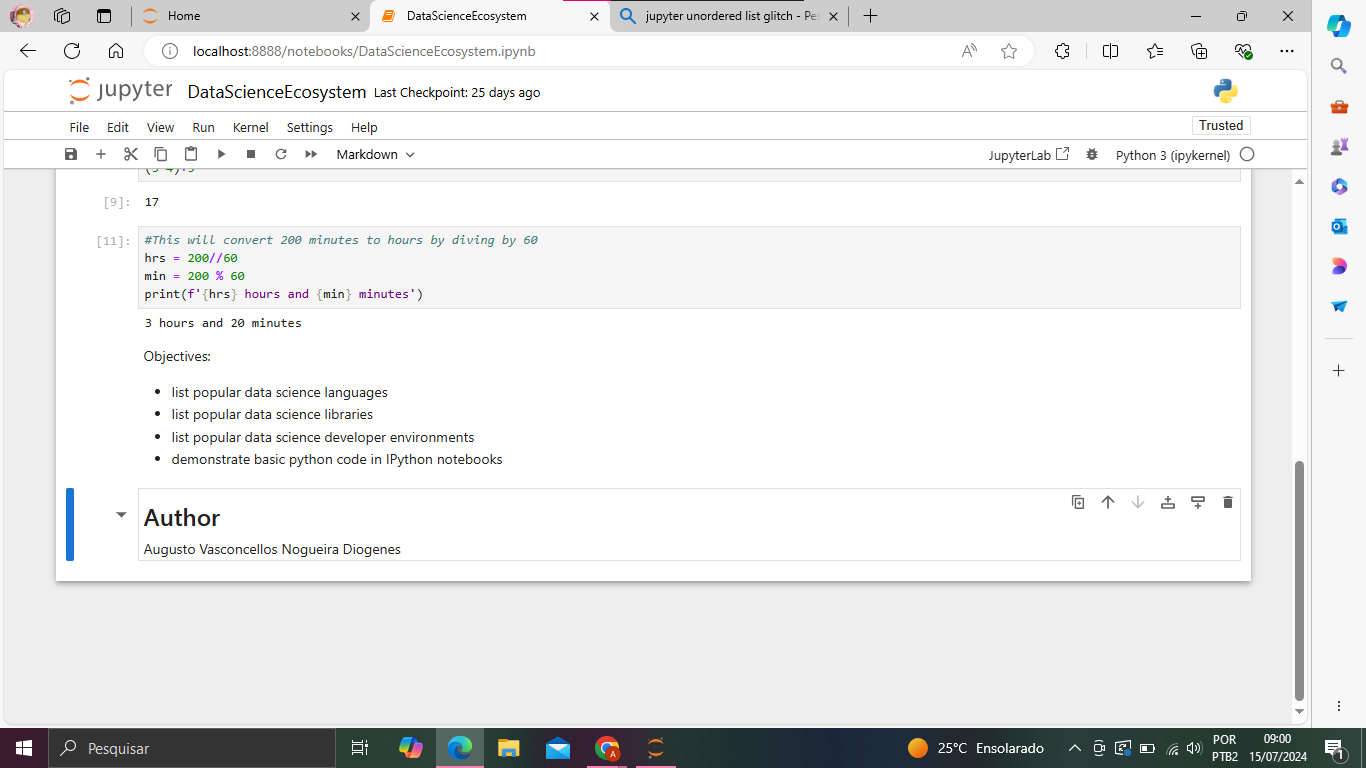 Home
DataScienceEcosystem
jupyter unordered list glitch - Pes
localhost:8888/notebooks/DataScienceEcosystem.ipynb
jupyter DataScienceEcosystem Last Checkpoint: 25 days ago
File Edit View Run Kernel Settings Help
Trusted
Markdown
JupyterLab
Python 3 (ipykernel)
[9]: 17
[11]: #This will convert 200 minutes to hours by diving by 60
hrs = 200//60
min = 200 % 60
print(f'{hrs} hours and {min} minutes')
3 hours and 20 minutes
Objectives:
• list popular data science languages
• list popular data science libraries
• list popular data science developer environments
• demonstrate basic python code in IPython notebooks
Author
Augusto Vasconcellos Nogueira Diogenes
Pesquisar
25°C Ensolarado
POR
PTB2
09:00
15/07/2024
1